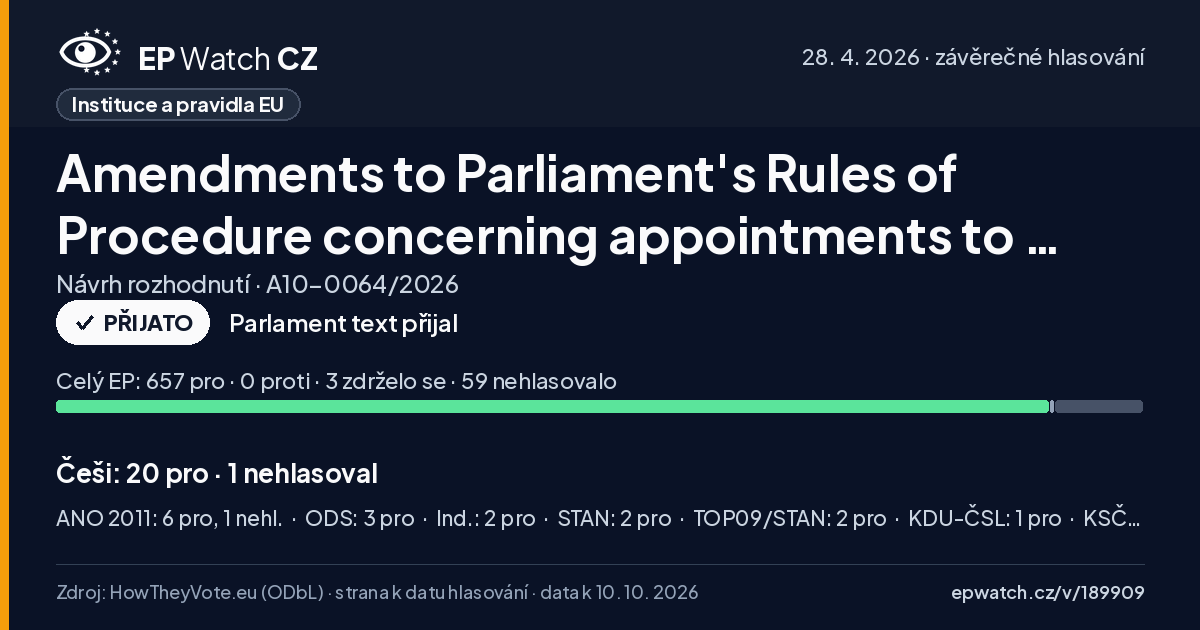 EP Watch CZ
28. 4. 2026 · závěrečné hlasování
Instituce a pravidla EU
Amendments to Parliament's Rules of
Procedure concerning appointments to …
Návrh rozhodnutí · A10-0064/2026
✓ PŘIJATO Parlament text přijal
Celý EP: 657 pro · 0 proti · 3 zdrželo se · 59 nehlasovalo
Češi: 20 pro · 1 nehlasoval
ANO 2011: 6 pro, 1 nehl. · ODS: 3 pro · Ind.: 2 pro · STAN: 2 pro · TOP09/STAN: 2 pro · KDU-ČSL: 1 pro · KSČ…
Zdroj: HowTheyVote.eu (ODbL) · strana k datu hlasování · data k 10. 10. 2026
epwatch.cz/v/189909